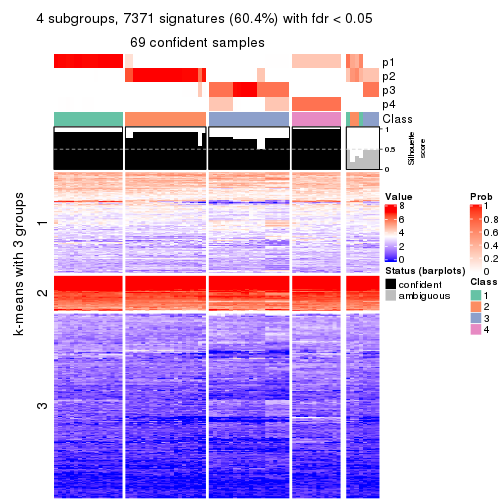 4 subgroups, 7371 signatures (60.4%) with fdr < 0.05
69 confident samples
p1
p2
p3
p4
Class
1
0.5
0
Silhouette
score
k-means with 3 groups
1
2
3
Value
8
6
4
2
0
Prob
1
0.8
0.6
0.4
0.2
0
Status (barplots)
confident
ambiguous
Class
1
2
3
4